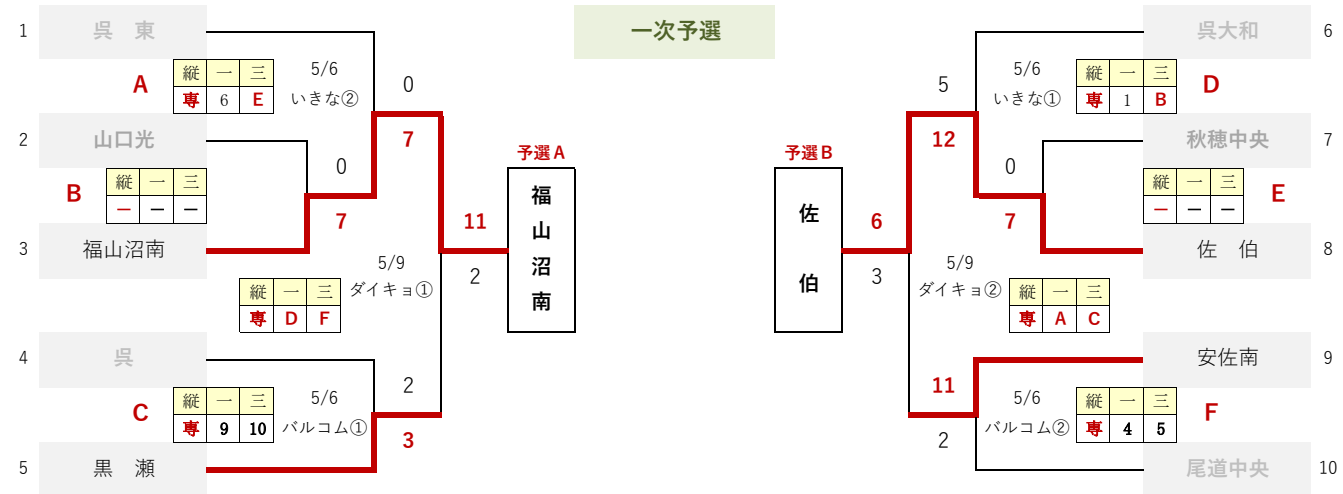 一次予選
1
呉 東
A
縦 一 三
専 6 E
5/6
いきな②
0
7
2
山口光
B
縦 一 三
ー ー ー
0
7
3
福山沼南
縦 一 三
専 D F
5/9
ダイキョ①
11
2
予選A
福山沼南
4
呉
C
縦 一 三
専 9 10
5/6
バルコム①
2
3
5
黒 瀬
予選B
佐伯
6
3
6
呉大和
D
縦 一 三
専 1 B
5/6
いきな①
5
12
7
秋穂中央
E
縦 一 三
ー ー ー
0
7
8
佐 伯
縦 一 三
専 A C
5/9
ダイキョ②
9
安佐南
F
縦 一 三
専 4 5
5/6
バルコム②
11
2
10
尾道中央